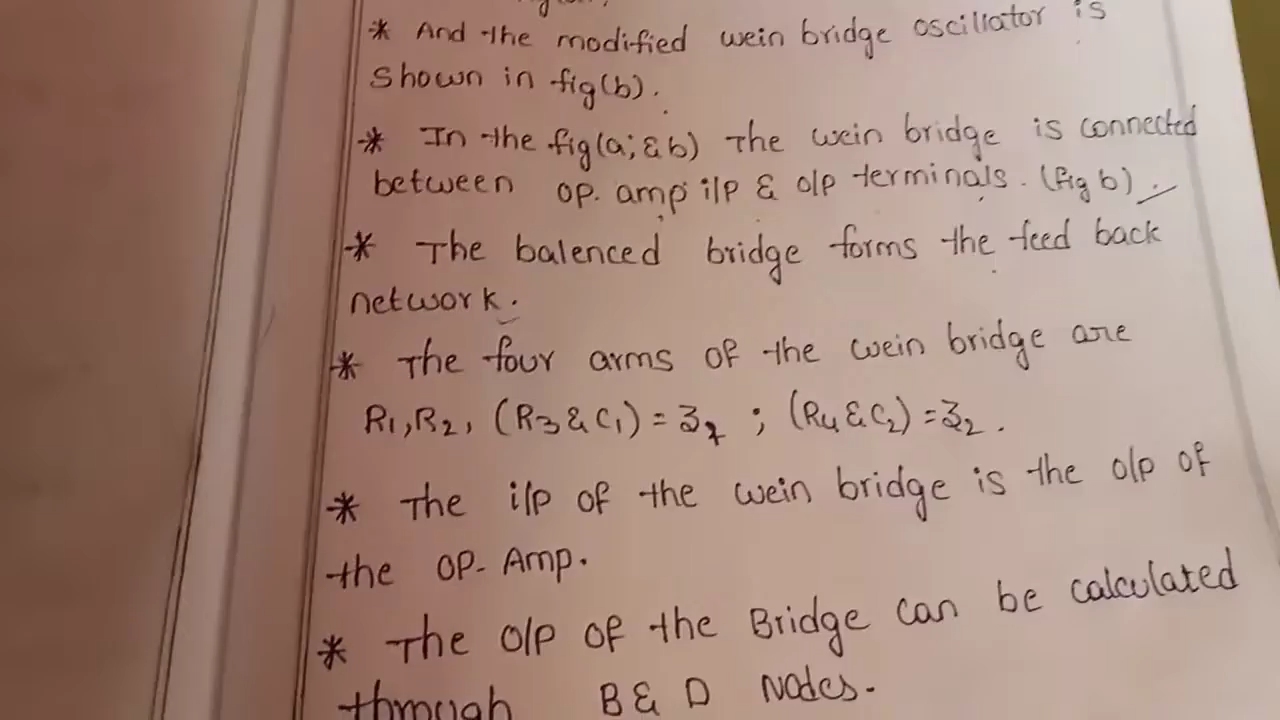 * And the modified wein bridge oscillator is
shown in fig(b).
* In the fig(a; & b) The wein bridge is connected
between op. amp i/p & o/p terminals. (fig b).
* The balenced bridge forms the feed back
network.
* The four arms of the wein bridge are
R1, R2, (R3 & C1) = Z1 ; (R4 & C2) = Z2.
* The i/p of the wein bridge is the o/p of
the OP- Amp.
* The o/p of the Bridge can be calculated
through B & D Nodes.